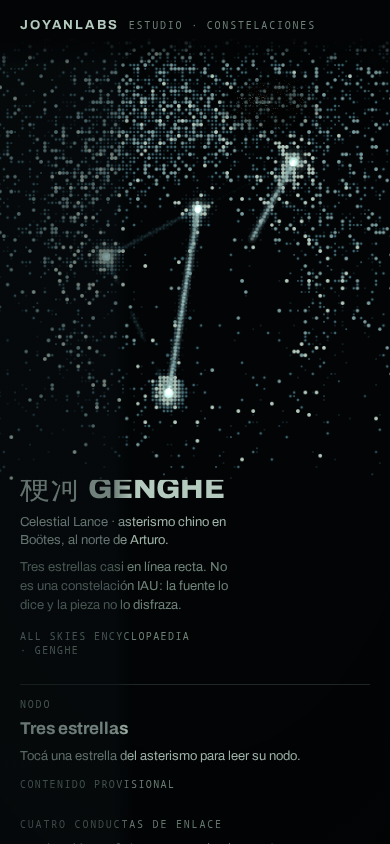 JOYANLABS ESTUDIO · CONSTELACIONES
梗河 GENGHE
Celestial Lance · asterismo chino en
Boötes, al norte de Arturo.
Tres estrellas casi en línea recta. No
es una constelación IAU: la fuente lo
dice y la pieza no lo disfraza.
ALL SKIES ENCYCLOPAEDIA
· GENGHE
NODO
Tres estrellas
Tocá una estrella del asterismo para leer su nodo.
CONTENIDO PROVISIONAL
CUATRO CONDUCTAS DE ENLACE